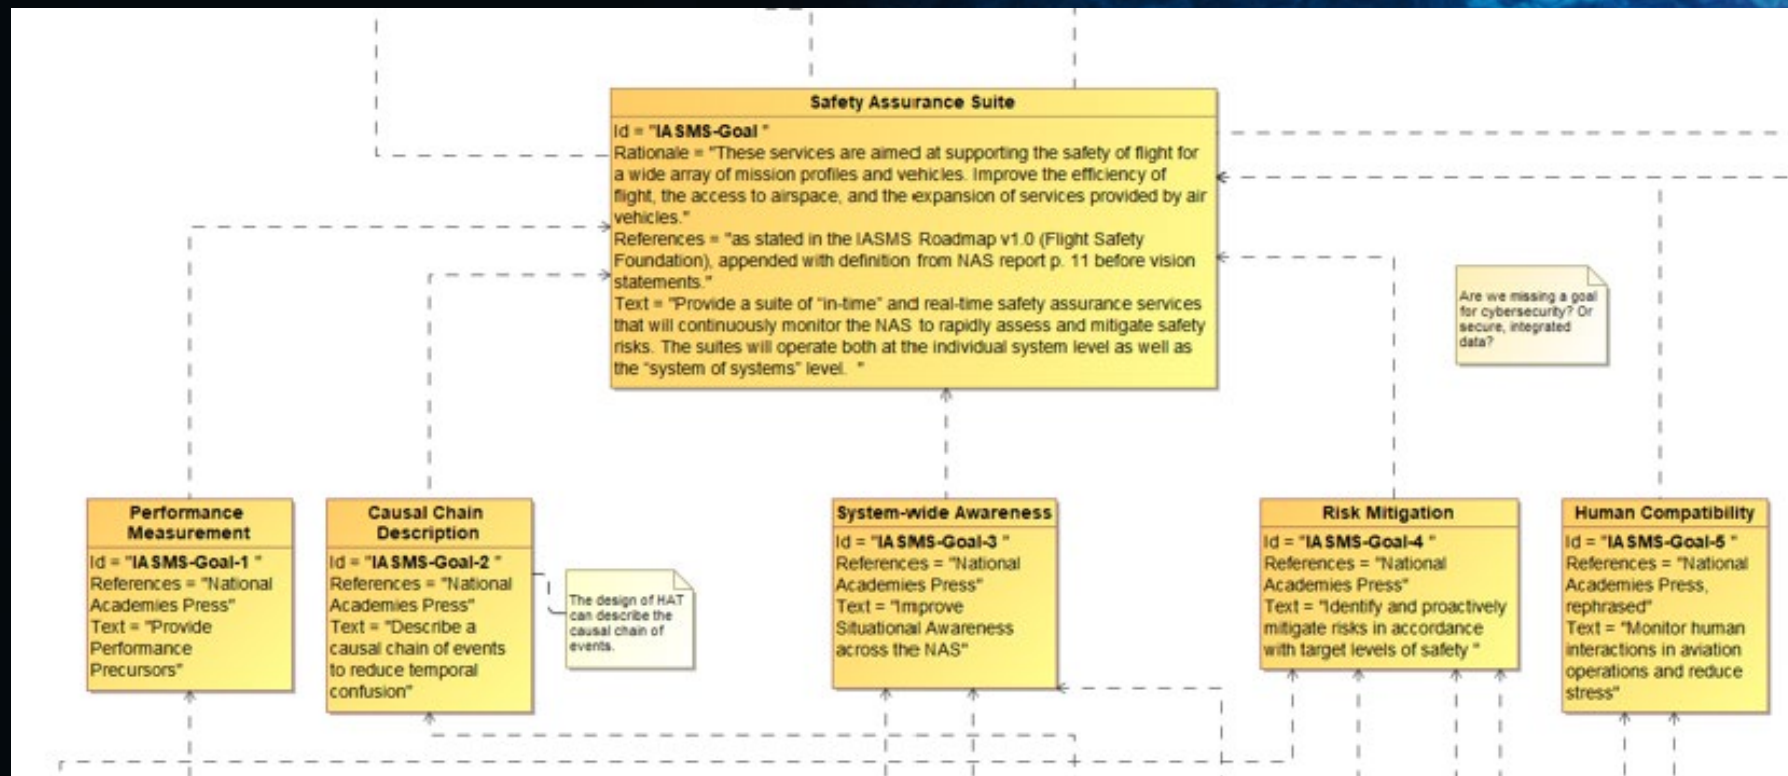 Safety Assurance Suite
Id = "IASMS-Goal "
Rationale = "These services are aimed at supporting the safety of flight for
a wide array of mission profiles and vehicles. Improve the efficiency of
flight, the access to airspace, and the expansion of services provided by air
vehicles."
References = "as stated in the IASMS Roadmap v1.0 (Flight Safety
Foundation), appended with definition from NAS report p. 11 before vision
statements."
Text = "Provide a suite of “in-time” and real-time safety assurance services
that will continuously monitor the NAS to rapidly assess and mitigate safety
risks. The suites will operate both at the individual system level as well as
the “system of systems” level.  "
Are we missing a goal
for cybersecurity? Or
secure, integrated
data?
Performance
Measurement
Id = "IASMS-Goal-1 "
References = "National
Academies Press"
Text = "Provide
Performance
Precursors"
Causal Chain
Description
Id = "IASMS-Goal-2 "
References = "National
Academies Press"
Text = "Describe a
causal chain of events
to reduce temporal
confusion"
The design of HAT
can describe the
causal chain of
events.
System-wide Awareness
Id = "IASMS-Goal-3 "
References = "National
Academies Press"
Text = "Improve
Situational Awareness
across the NAS"
Risk Mitigation
Id = "IASMS-Goal-4 "
References = "National
Academies Press"
Text = "Identify and proactively
mitigate risks in accordance
with target levels of safety "
Human Compatibility
Id = "IASMS-Goal-5 "
References = "National
Academies Press,
rephrased"
Text = "Monitor human
interactions in aviation
operations and reduce
stress"